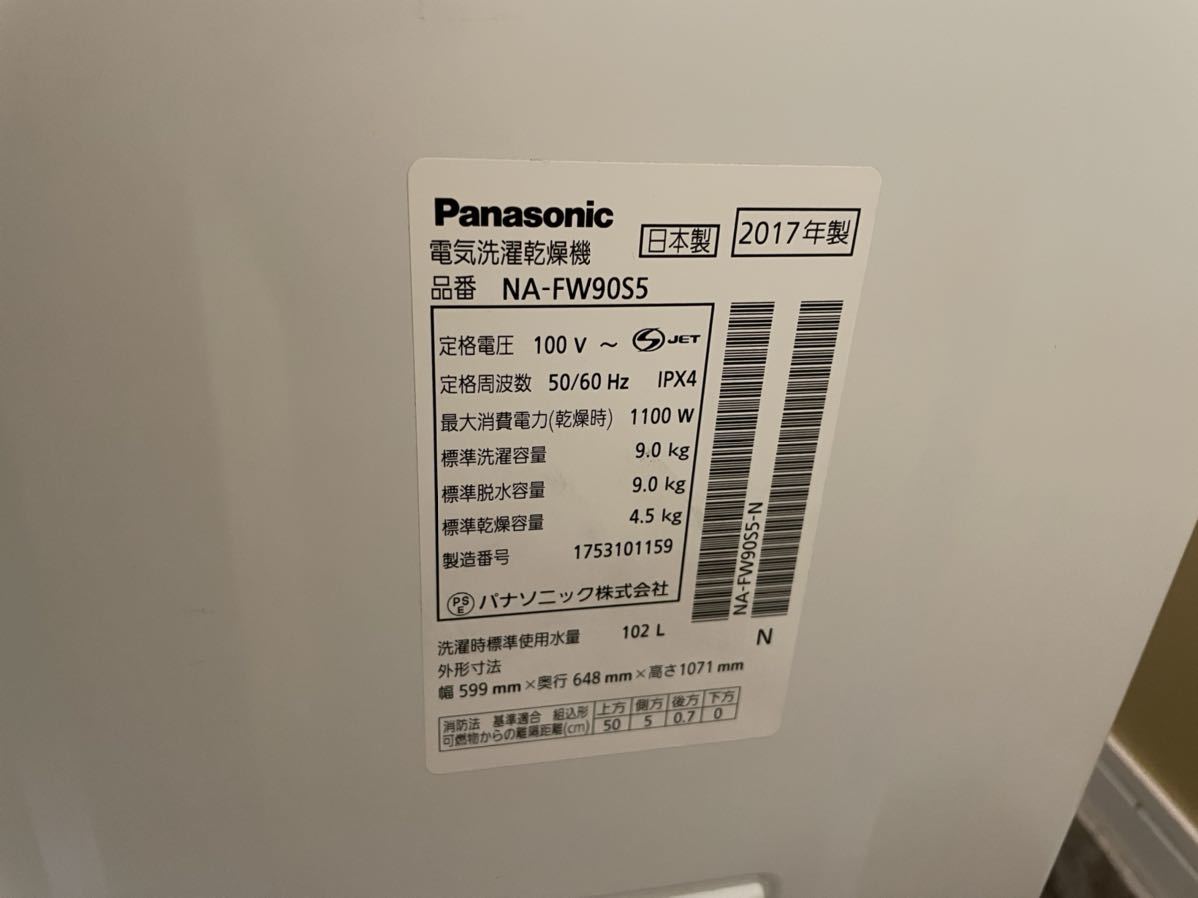 Panasonic
電気洗濯乾燥機 日本製 2017年製
品番 NA-FW90S5
定格電圧 100 V ～ JET
定格周波数 50/60 Hz IPX4
最大消費電力(乾燥時) 1100 W
標準洗濯容量 9.0 kg
標準脱水容量 9.0 kg
標準乾燥容量 4.5 kg
製造番号 1753101159
PS
E パナソニック株式会社
NA-FW90S5-N
洗濯時標準使用水量 102 L N
外形寸法
幅 599 mm×奥行 648 mm×高さ1071 mm
消防法 基準適合 組込形 上方 側方 後方 下方
可燃物からの離隔距離(cm) 50 5 0.7 0